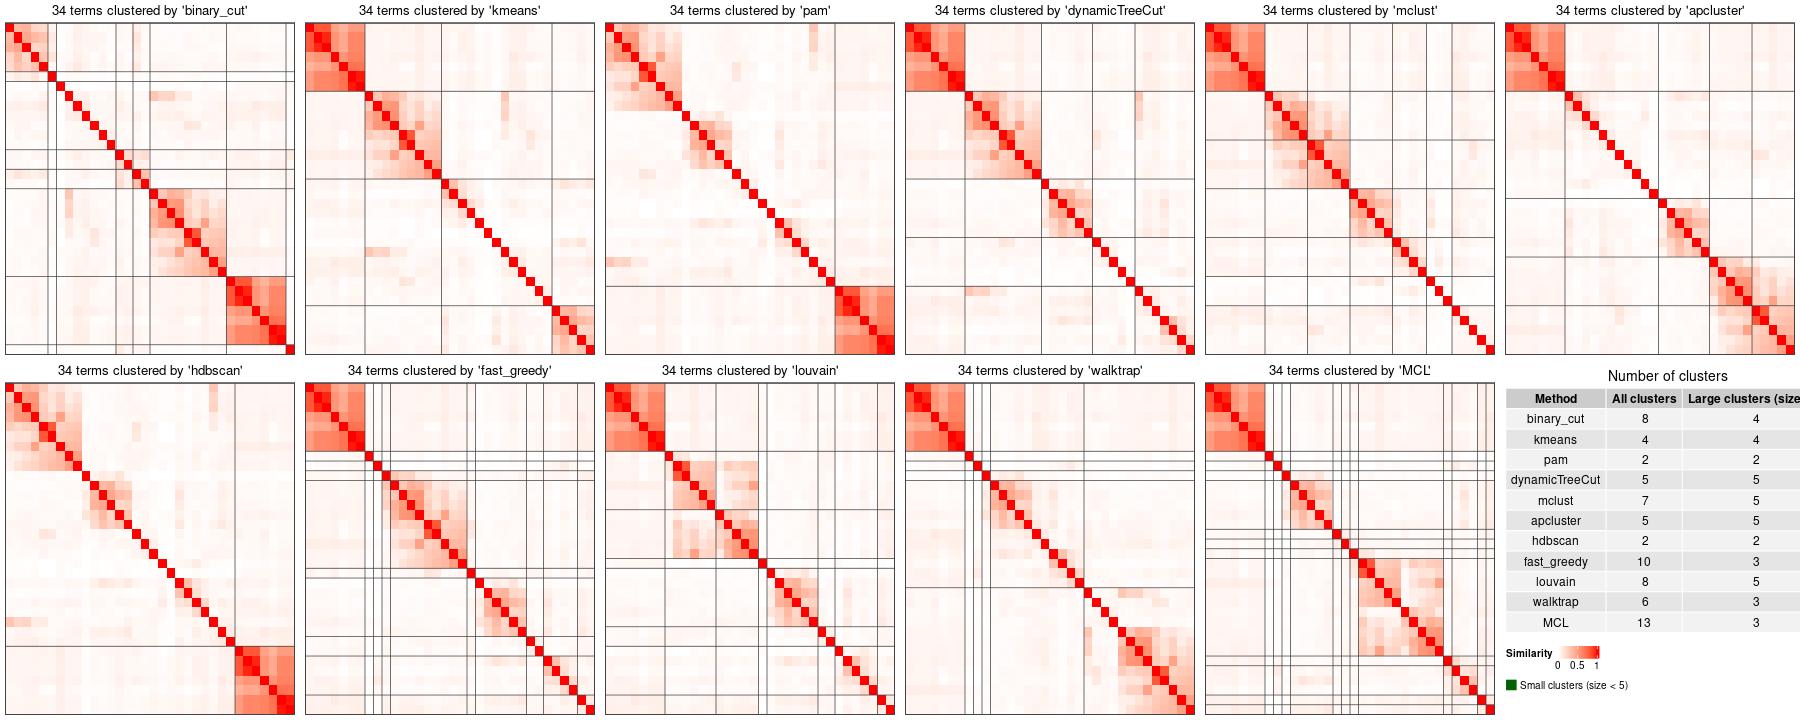 34 terms clustered by 'binary_cut'
34 terms clustered by 'kmeans'
34 terms clustered by 'pam'
34 terms clustered by 'dynamicTreeCut'
34 terms clustered by 'mclust'
34 terms clustered by 'apcluster'
34 terms clustered by 'hdbscan'
34 terms clustered by 'fast_greedy'
34 terms clustered by 'louvain'
34 terms clustered by 'walktrap'
34 terms clustered by 'MCL'
Number of clusters
Method All clusters Large clusters (size
binary_cut 8 4
kmeans 4 4
pam 2 2
dynamicTreeCut 5 5
mclust 7 5
apcluster 5 5
hdbscan 2 2
fast_greedy 10 3
louvain 8 5
walktrap 6 3
MCL 13 3
Similarity
0 0.5 1
Small clusters (size < 5)